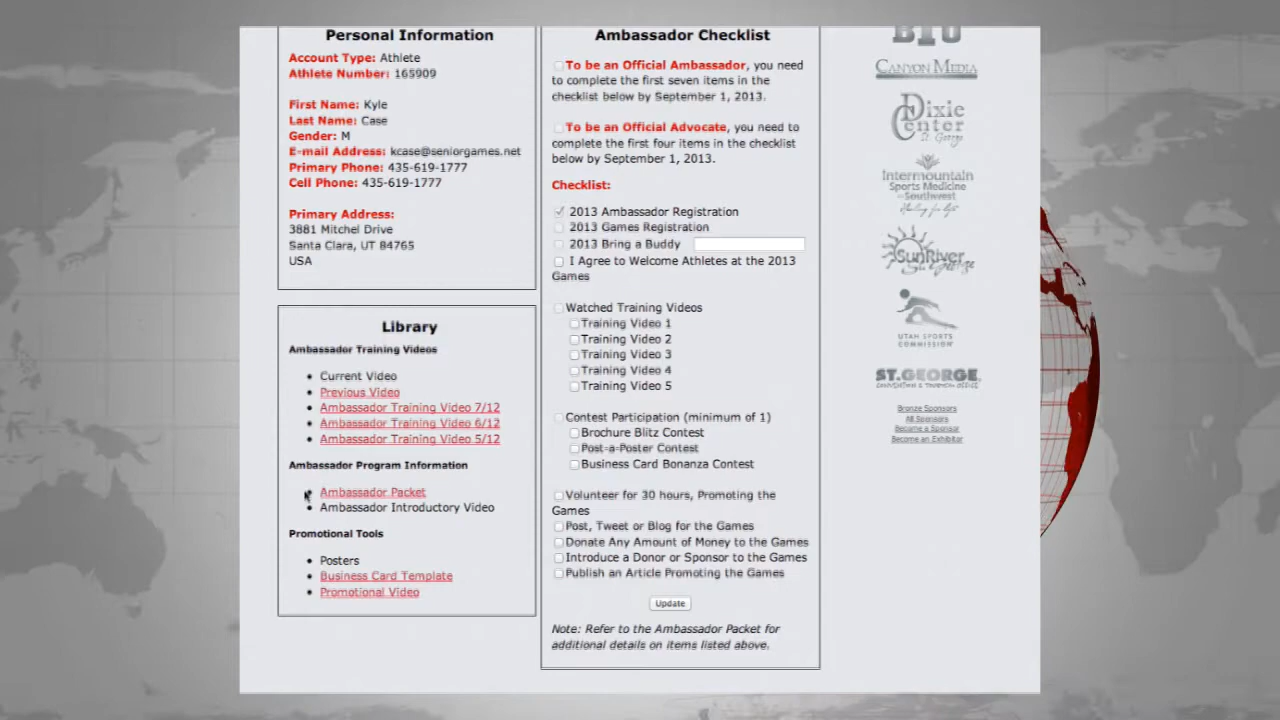 Personal Information
Account Type: Athlete
Athlete Number: 165909
First Name: Kyle
Last Name: Case
Gender: M
E-mail Address: kcase@seniorgames.net
Primary Phone: 435-619-1777
Cell Phone: 435-619-1777
Primary Address:
3881 Mitchel Drive
Santa Clara, UT 84765
USA
Library
Ambassador Training Videos
Current Video
Previous Video
Ambassador Training Video 7/12
Ambassador Training Video 6/12
Ambassador Training Video 5/12
Ambassador Program Information
Ambassador Packet
Ambassador Introductory Video
Promotional Tools
Posters
Business Card Template
Promotional Video
Ambassador Checklist
To be an Official Ambassador, you need
to complete the first seven items in the
checklist below by September 1, 2013.
To be an Official Advocate, you need to
complete the first four items in the checklist
below by September 1, 2013.
Checklist:
2013 Ambassador Registration
2013 Games Registration
2013 Bring a Buddy
I Agree to Welcome Athletes at the 2013
Games
Watched Training Videos
Training Video 1
Training Video 2
Training Video 3
Training Video 4
Training Video 5
Contest Participation (minimum of 1)
Brochure Blitz Contest
Post-a-Poster Contest
Business Card Bonanza Contest
Volunteer for 30 hours, Promoting the
Games
Post, Tweet or Blog for the Games
Donate Any Amount of Money to the Games
Introduce a Donor or Sponsor to the Games
Publish an Article Promoting the Games
Update
Note: Refer to the Ambassador Packet for
additional details on items listed above.
CANYON MEDIA
Dixie
Center
St. George
Intermountain
Sports Medicine
Southwest
Healing for life
SunRiver
St. George
UTAH SPORTS
COMMISSION
ST.GEORGE
CONVENTION & TOURISM OFFICE
Bronze Sponsors
All Sponsors
Become a Sponsor
Become an Exhibitor